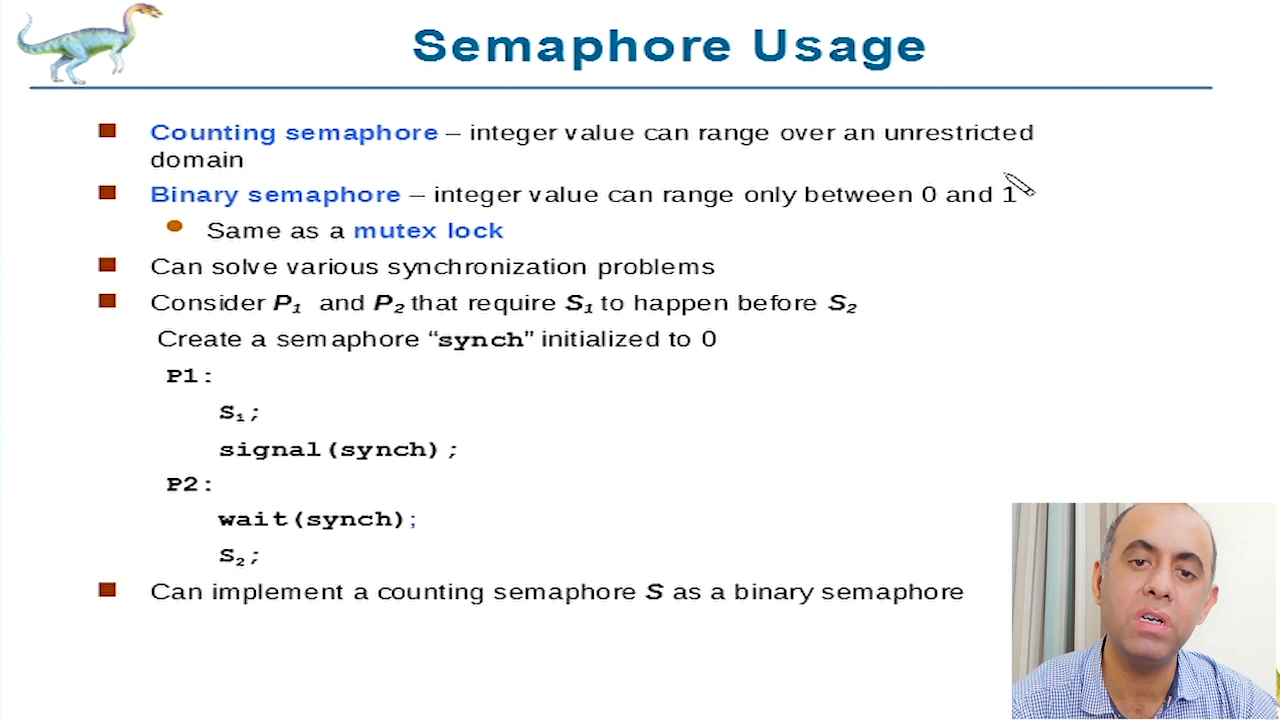 Semaphore Usage
Counting semaphore – integer value can range over an unrestricted
domain
Binary semaphore – integer value can range only between 0 and 1
Same as a mutex lock
Can solve various synchronization problems
Consider P1 and P2 that require S1 to happen before S2
Create a semaphore “synch” initialized to 0
P1:
S1;
signal(synch);
P2:
wait(synch);
S2;
Can implement a counting semaphore S as a binary semaphore